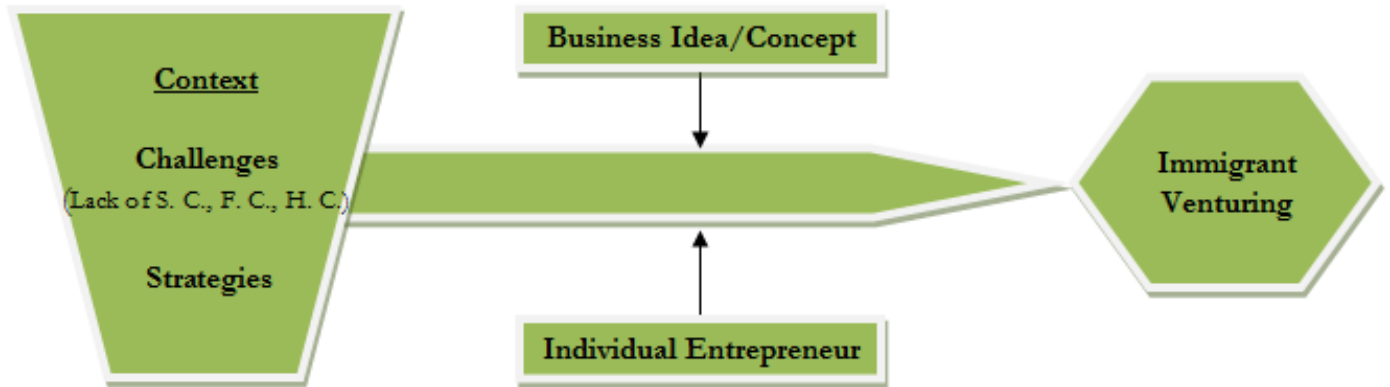 Context
Challenges
(Lack of S. C., F. C., H. C.)
Strategies
Business Idea/Concept
Individual Entrepreneur
Immigrant
Venturing